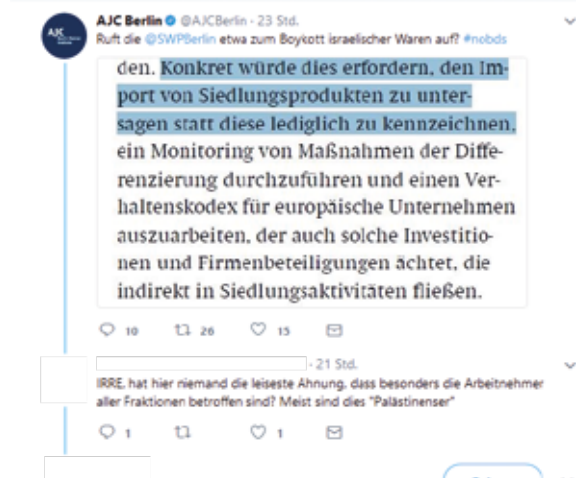 AJC Berlin @AJCBerlin · 23 Std.
Ruft die @SWPBerlin etwa zum Boykott israelischer Waren auf? #nobds
den. Konkret würde dies erfordern, den Im-
port von Siedlungsprodukten zu unter-
sagen statt diese lediglich zu kennzeichnen,
ein Monitoring von Maßnahmen der Diffe-
renzierung durchzuführen und einen Ver-
haltenskodex für europäische Unternehmen
auszuarbeiten, der auch solche Investitio-
nen und Firmenbeteiligungen ächtet, die
indirekt in Siedlungsaktivitäten fließen.
10 26 15
· 21 Std.
IRRE, hat hier niemand die leiseste Ahnung, dass besonders die Arbeitnehmer
aller Fraktionen betroffen sind? Meist sind dies "Palästinenser"
1 1